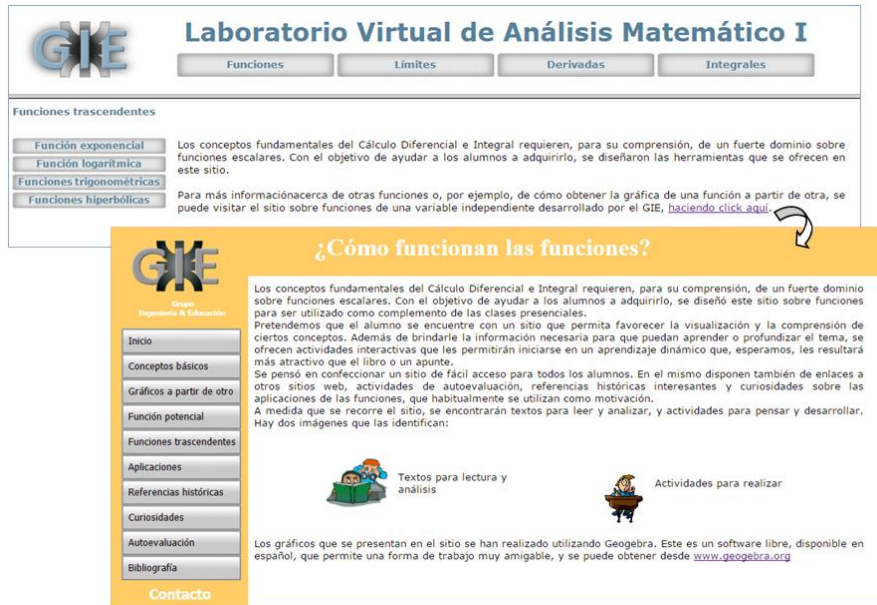 GIE
Laboratorio Virtual de Análisis Matemático I
Funciones
Límites
Derivadas
Integrales
Funciones trascendentes
Función exponencial
Función logarítmica
Funciones trigonométricas
Funciones hiperbólicas
Los conceptos fundamentales del Cálculo Diferencial e Integral requieren, para su comprensión, de un fuerte dominio sobre
funciones escalares. Con el objetivo de ayudar a los alumnos a adquirirlo, se diseñaron las herramientas que se ofrecen en
este sitio.
Para más informaciónacerca de otras funciones o, por ejemplo, de cómo obtener la gráfica de una función a partir de otra, se
puede visitar el sitio sobre funciones de una variable independiente desarrollado por el GIE, haciendo click aquí.
GIE
Grupo
Ingeniería & Educación
¿Cómo funcionan las funciones?
Inicio
Conceptos básicos
Gráficos a partir de otro
Función potencial
Funciones trascendentes
Aplicaciones
Referencias históricas
Curiosidades
Autoevaluación
Bibliografía
Contacto
Los conceptos fundamentales del Cálculo Diferencial e Integral requieren, para su comprensión, de un fuerte dominio
sobre funciones escalares. Con el objetivo de ayudar a los alumnos a adquirirlo, se diseñó este sitio sobre funciones
para ser utilizado como complemento de las clases presenciales.
Pretendemos que el alumno se encuentre con un sitio que permita favorecer la visualización y la comprensión de
ciertos conceptos. Además de brindarle la información necesaria para que puedan aprender o profundizar el tema, se
ofrecen actividades interactivas que les permitirán iniciarse en un aprendizaje dinámico que, esperamos, les resultará
más atractivo que el libro o un apunte.
Se pensó en confeccionar un sitio de fácil acceso para todos los alumnos. En el mismo disponen también de enlaces a
otros sitios web, actividades de autoevaluación, referencias históricas interesantes y curiosidades sobre las
aplicaciones de las funciones, que habitualmente se utilizan como motivación.
A medida que se recorre el sitio, se encontrarán textos para leer y analizar, y actividades para pensar y desarrollar.
Hay dos imágenes que las identifican:
Textos para lectura y
análisis
Actividades para realizar
Los gráficos que se presentan en el sitio se han realizado utilizando Geogebra. Este es un software libre, disponible en
español, que permite una forma de trabajo muy amigable, y se puede obtener desde www.geogebra.org